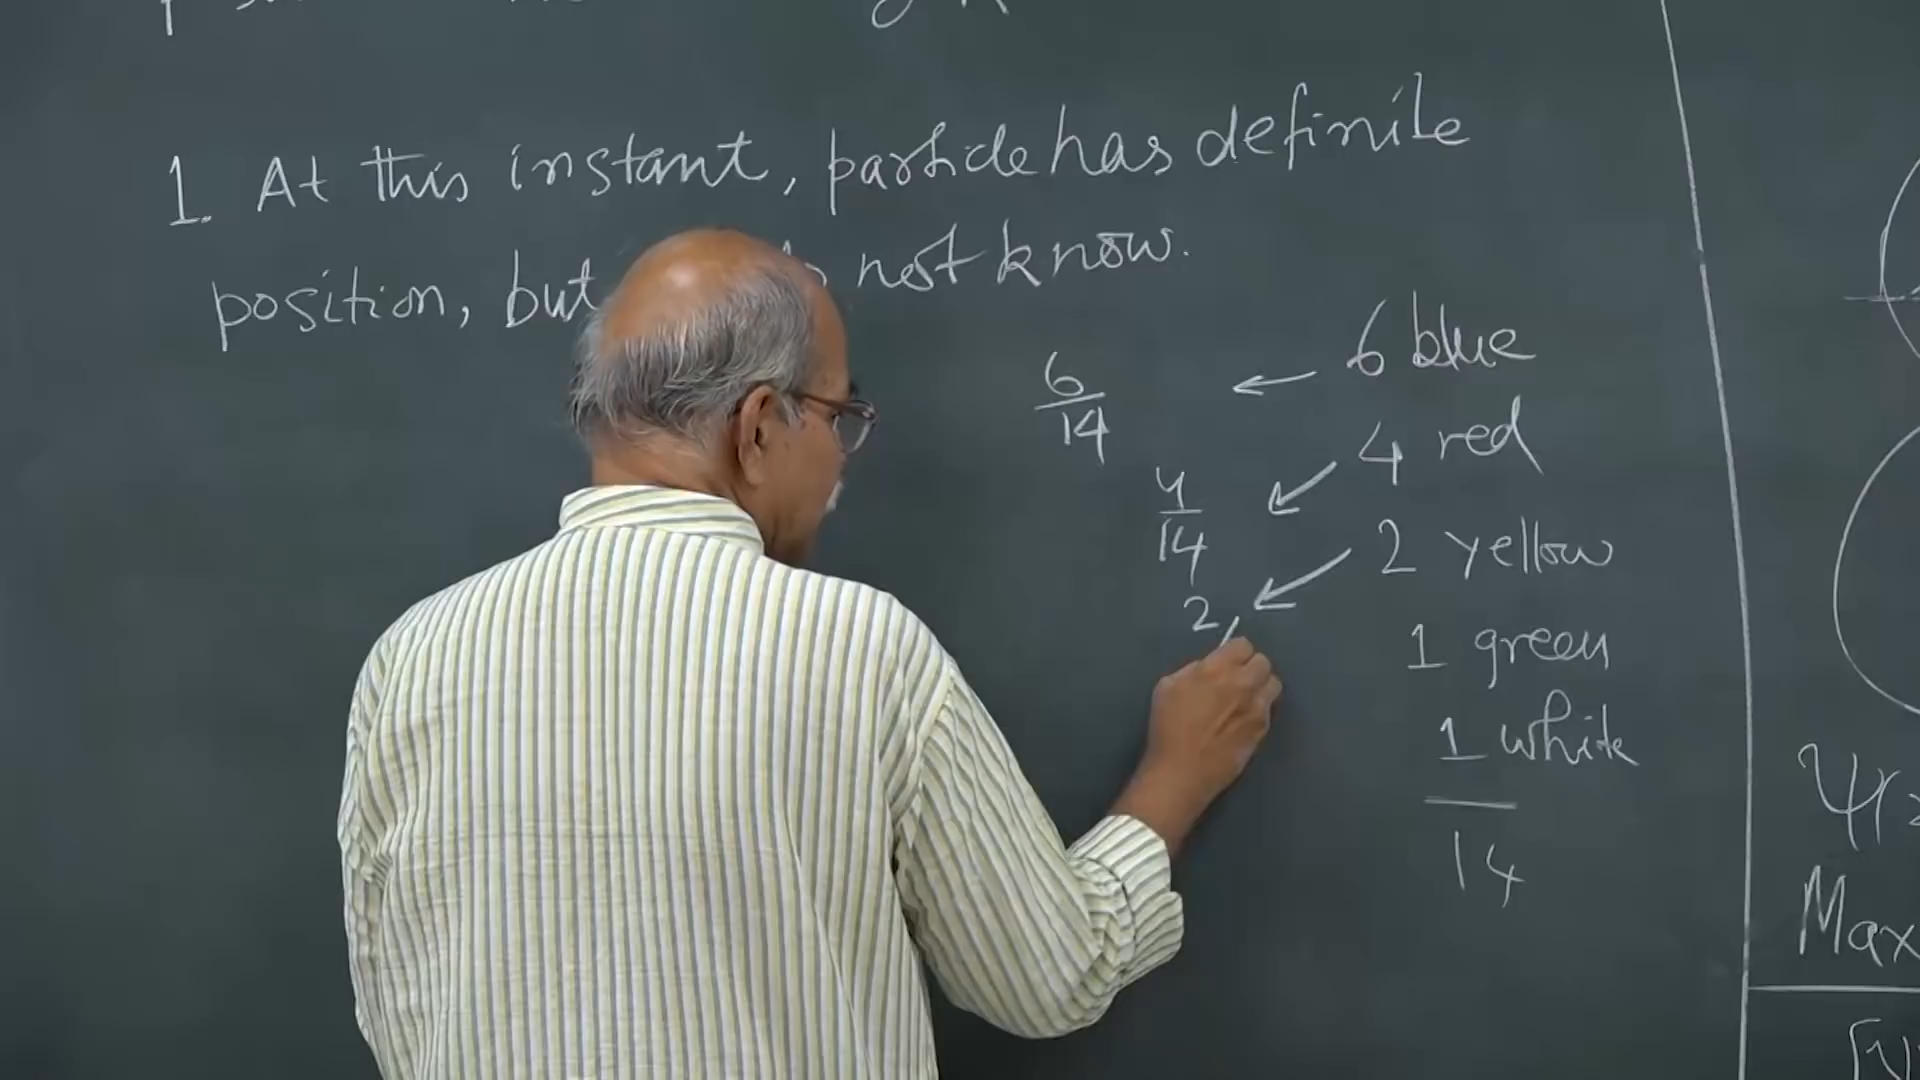 1. At this instant, particle has definite
position, but not know.
6/14 ← 6 blue
4/14 ↙ 4 red
2/ ↙ 2 yellow
1 green
1 white
14
ψ(
Max